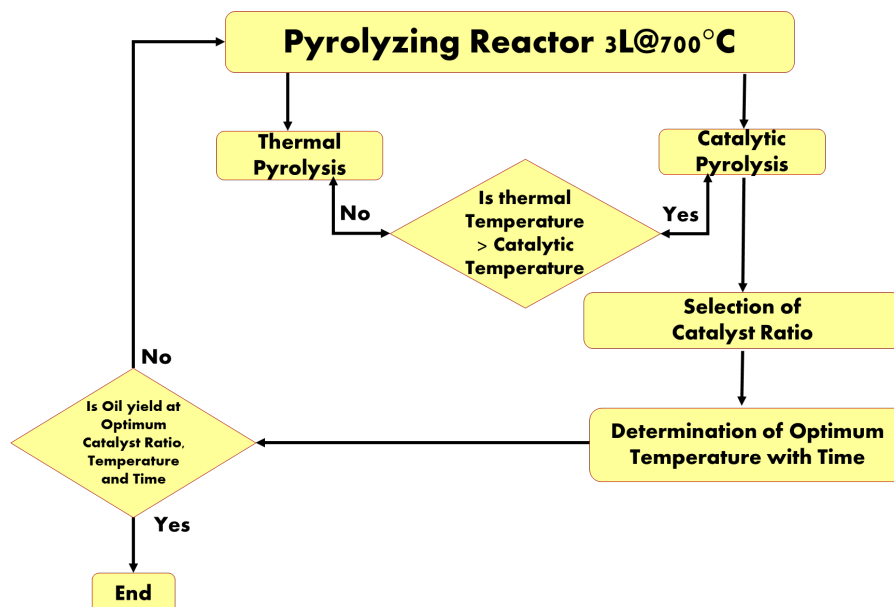 Pyrolyzing Reactor 3L@700°C
Thermal
Pyrolysis
Catalytic
Pyrolysis
Is thermal
Temperature
> Catalytic
Temperature
No
Yes
Selection of
Catalyst Ratio
Determination of Optimum
Temperature with Time
No
Is Oil yield at
Optimum
Catalyst Ratio,
Temperature
and Time
Yes
End